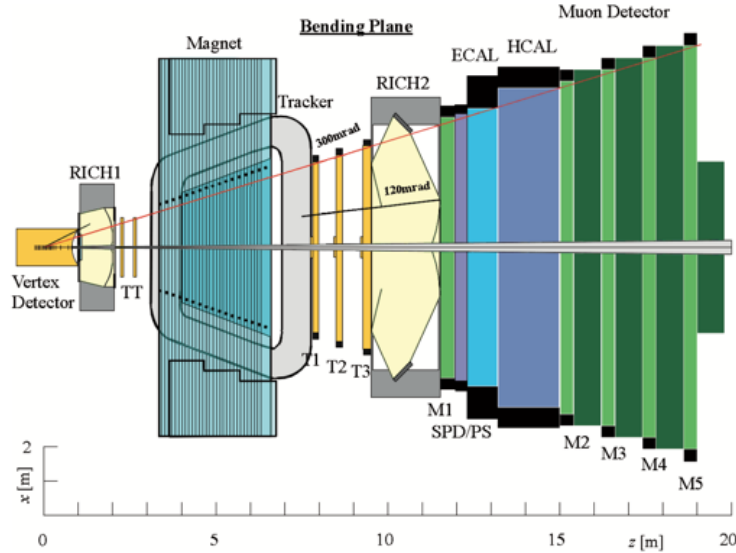 Bending Plane
Muon Detector
Magnet
ECAL
HCAL
RICH2
Tracker
300mrad
RICH1
120mrad
Vertex
Detector
TT
T1
T2
T3
M1
SPD/PS
M2
M3
M4
M5
2
x [m]
0
5
10
15
z [m]
20